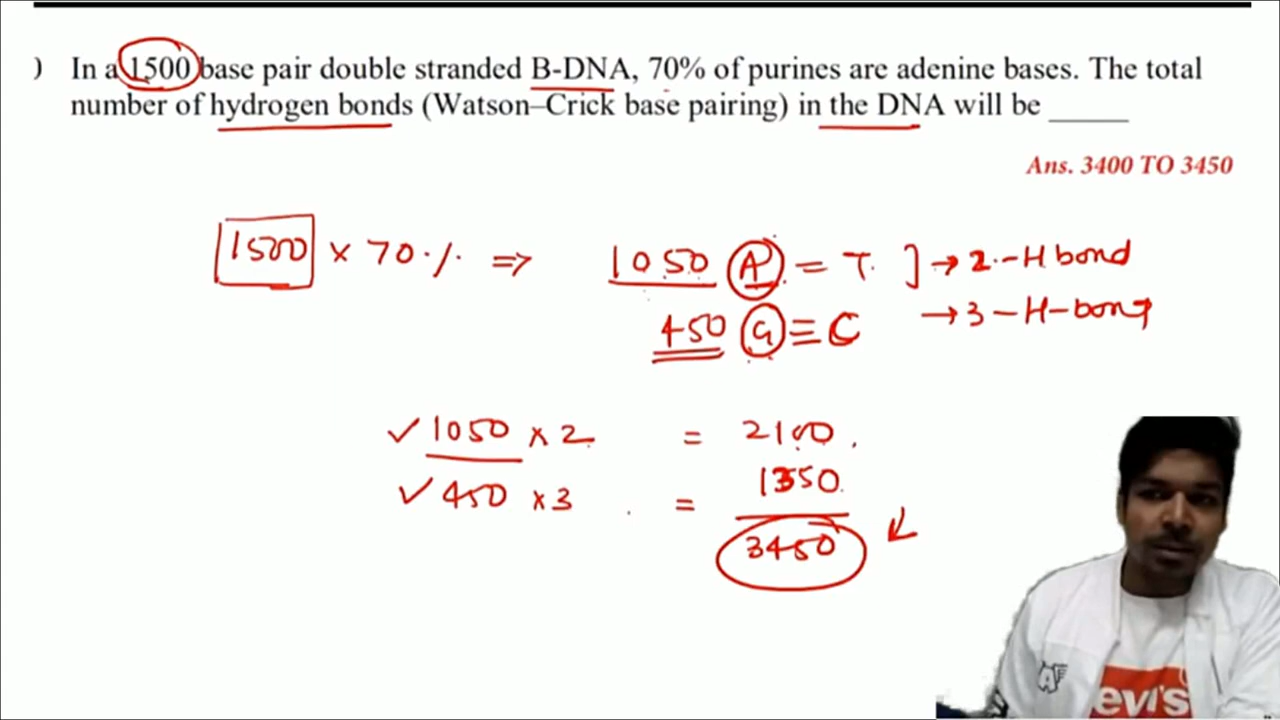 ) In a 1500 base pair double stranded B-DNA, 70% of purines are adenine bases. The total
number of hydrogen bonds (Watson–Crick base pairing) in the DNA will be ______
Ans. 3400 TO 3450
1500 × 70% ⇒ 1050 A = T ] → 2-H bond
450 G ≡ C → 3-H-bond
✓ 1050 × 2 = 2100
✓ 450 × 3 = 1350
3450
A
evi's